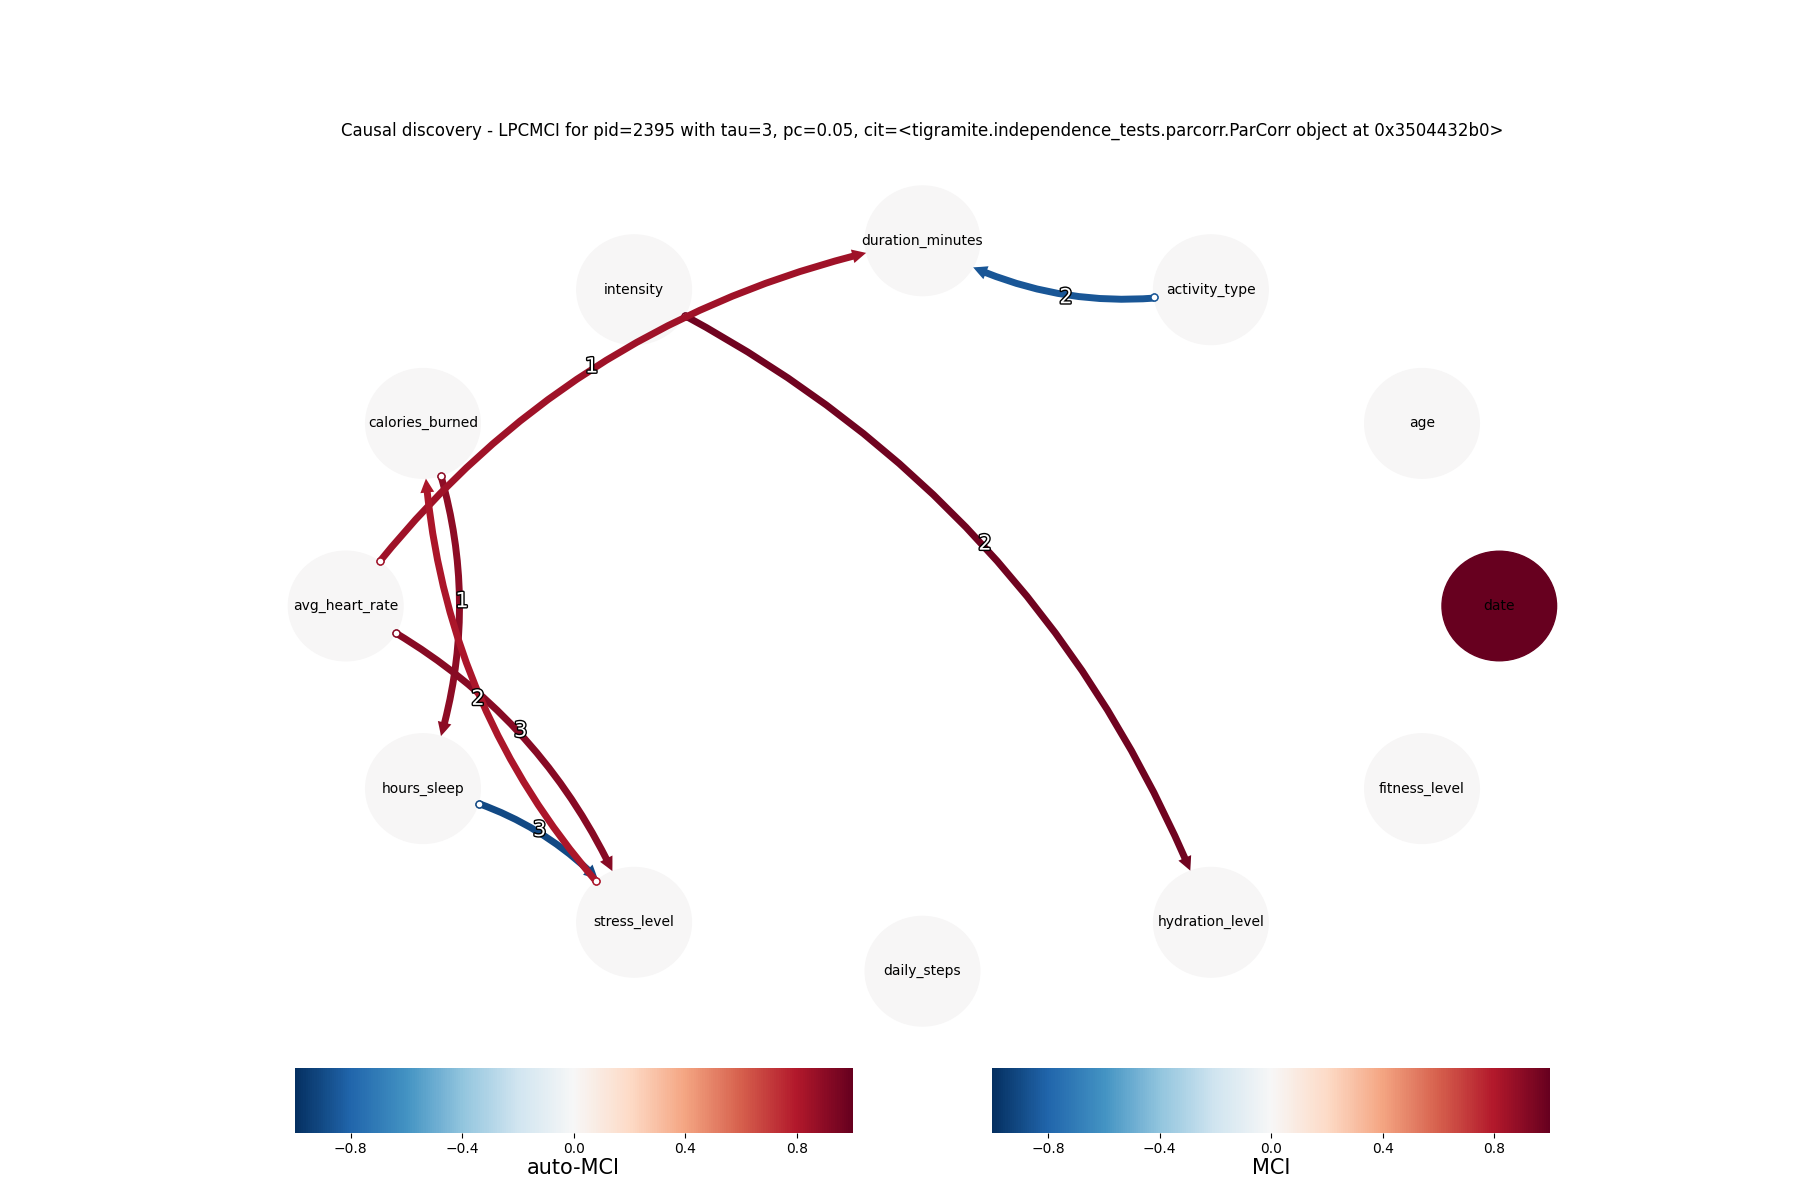 Causal discovery - LPCMCI for pid=2395 with tau=3, pc=0.05, cit=<tigramite.independence_tests.parcorr.ParCorr object at 0x3504432b0>
duration_minutes
intensity
activity_type
2
1
calories_burned
age
2
1
avg_heart_rate
date
2
3
hours_sleep
fitness_level
3
stress_level
hydration_level
daily_steps
−0.8 −0.4 0.0 0.4 0.8
auto-MCI
−0.8 −0.4 0.0 0.4 0.8
MCI